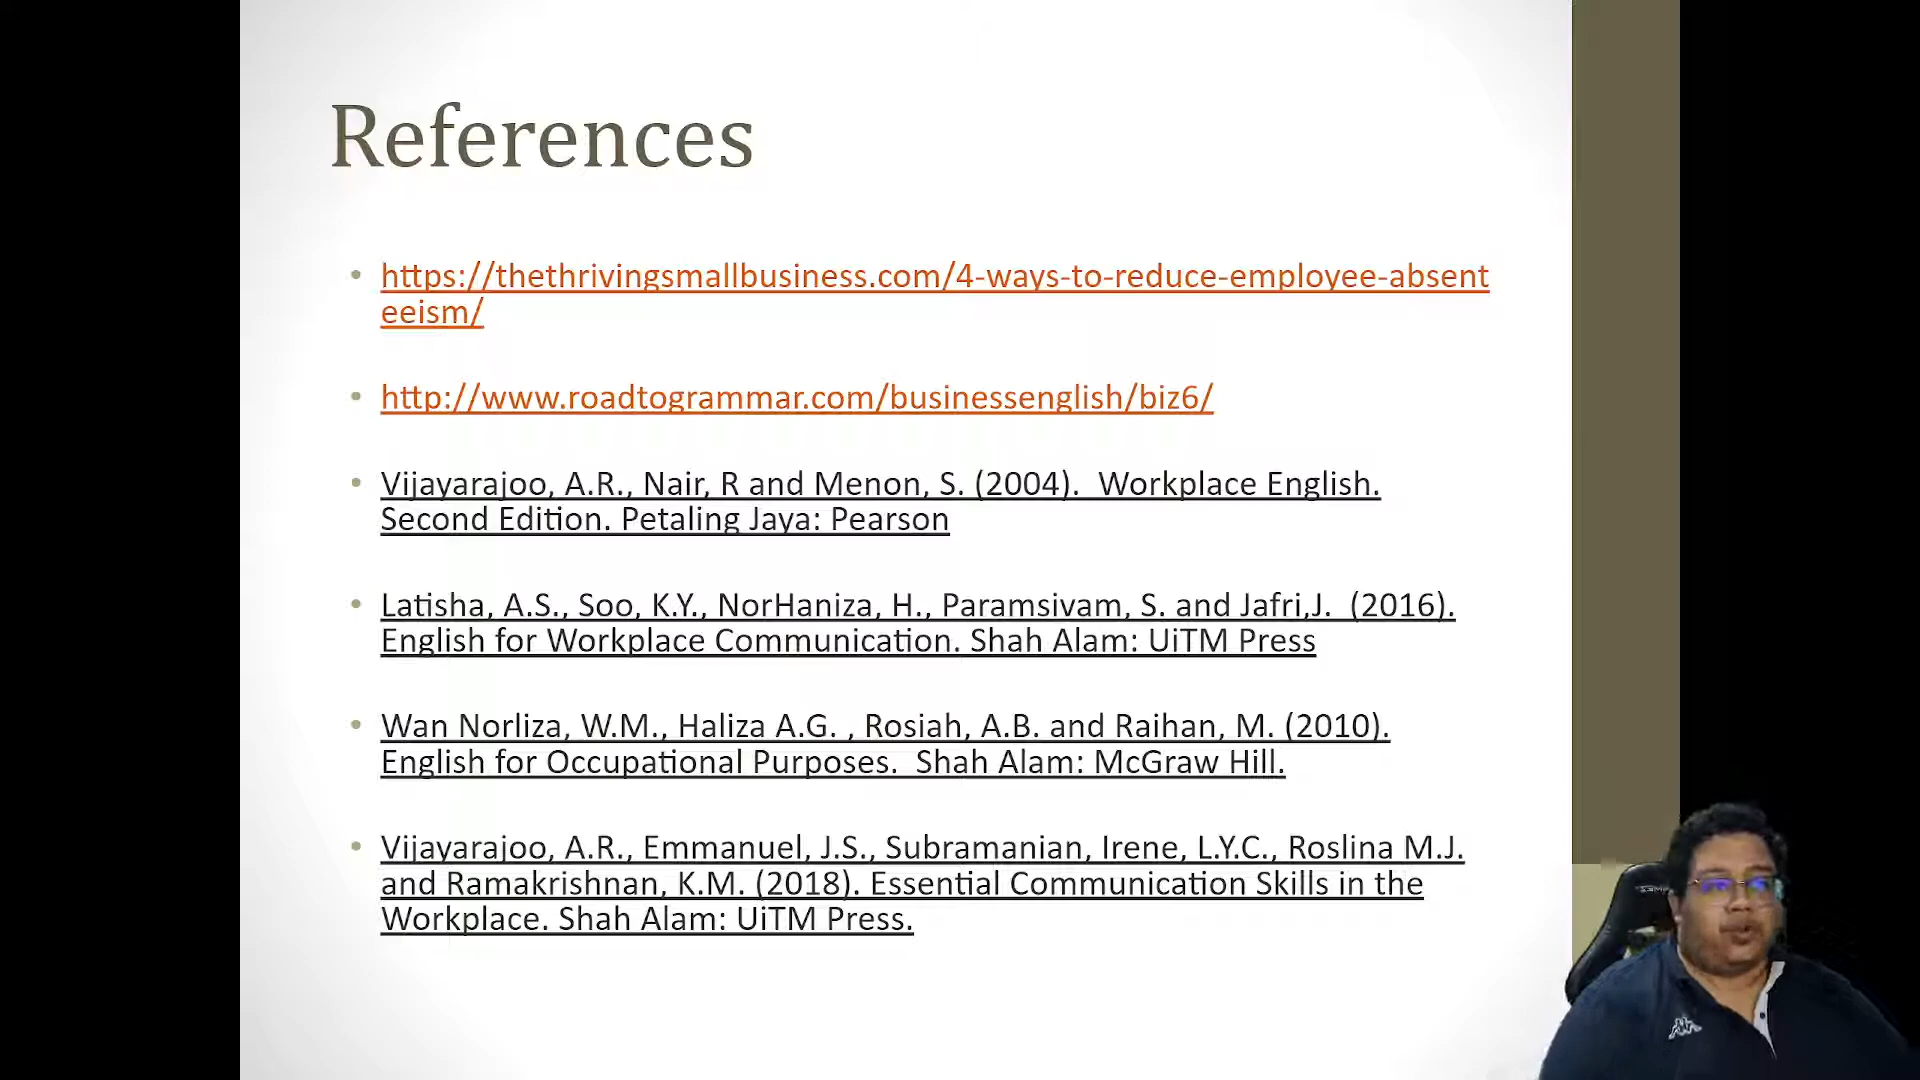 References
• https://thethrivingsmallbusiness.com/4-ways-to-reduce-employee-absent
eeism/
• http://www.roadtogrammar.com/businessenglish/biz6/
• Vijayarajoo, A.R., Nair, R and Menon, S. (2004).  Workplace English.
Second Edition. Petaling Jaya: Pearson
• Latisha, A.S., Soo, K.Y., NorHaniza, H., Paramsivam, S. and Jafri,J.  (2016).
English for Workplace Communication. Shah Alam: UiTM Press
• Wan Norliza, W.M., Haliza A.G. , Rosiah, A.B. and Raihan, M. (2010).
English for Occupational Purposes.  Shah Alam: McGraw Hill.
• Vijayarajoo, A.R., Emmanuel, J.S., Subramanian, Irene, L.Y.C., Roslina M.J.
and Ramakrishnan, K.M. (2018). Essential Communication Skills in the
Workplace. Shah Alam: UiTM Press.